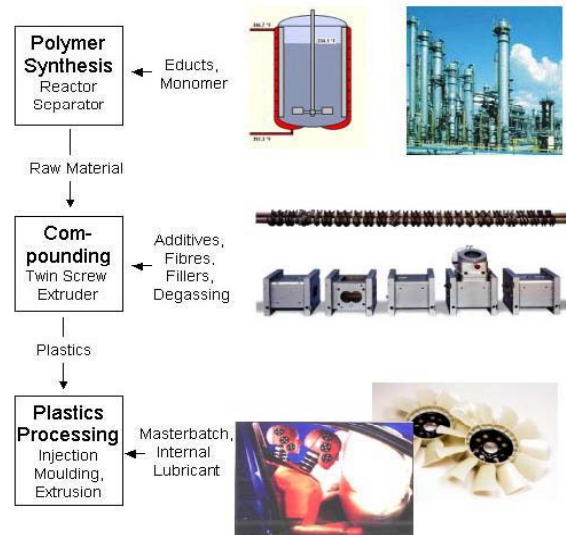 Polymer
Synthesis
Reactor
Separator
Educts,
Monomer
Raw Material
Com-
pounding
Twin Screw
Extruder
Additives,
Fibres,
Fillers,
Degassing
Plastics
Plastics
Processing
Injection
Moulding,
Extrusion
Masterbatch,
Internal
Lubricant